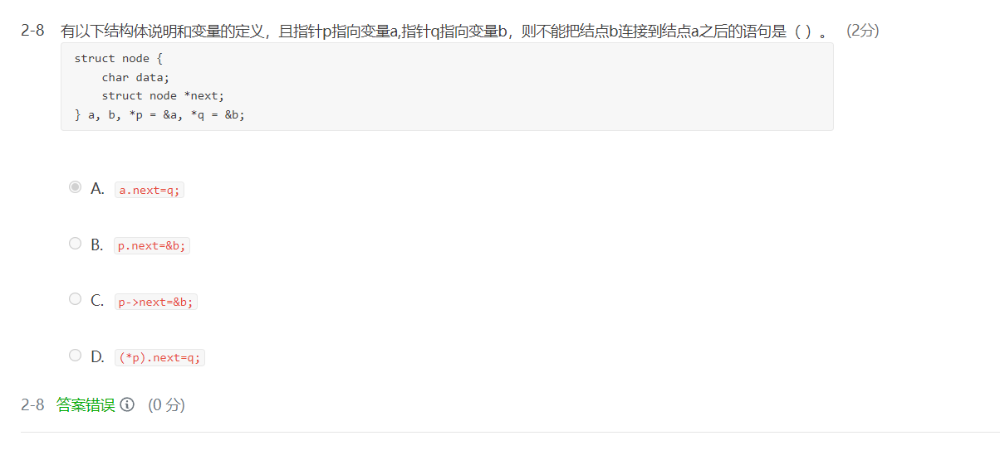 2-8 有以下结构体说明和变量的定义，且指针p指向变量a,指针q指向变量b，则不能把结点b连接到结点a之后的语句是（ ）。 (2分)
struct node {
    char data;
    struct node *next;
} a, b, *p = &a, *q = &b;
A. a.next=q;
B. p.next=&b;
C. p->next=&b;
D. (*p).next=q;
2-8 答案错误 (0 分)